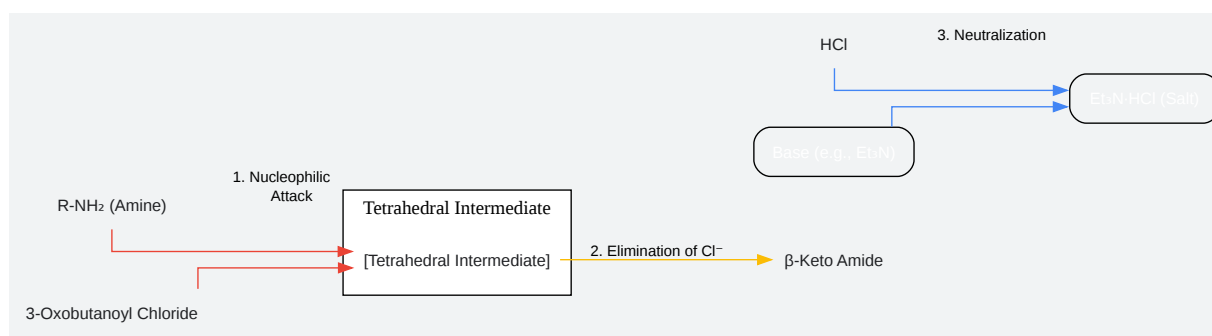 HCl
3. Neutralization
Et₃N·HCl (Salt)
Base (e.g., Et₃N)
1. Nucleophilic
Attack
R-NH₂ (Amine)
Tetrahedral Intermediate
[Tetrahedral Intermediate]
2. Elimination of Cl⁻
β-Keto Amide
3-Oxobutanoyl Chloride